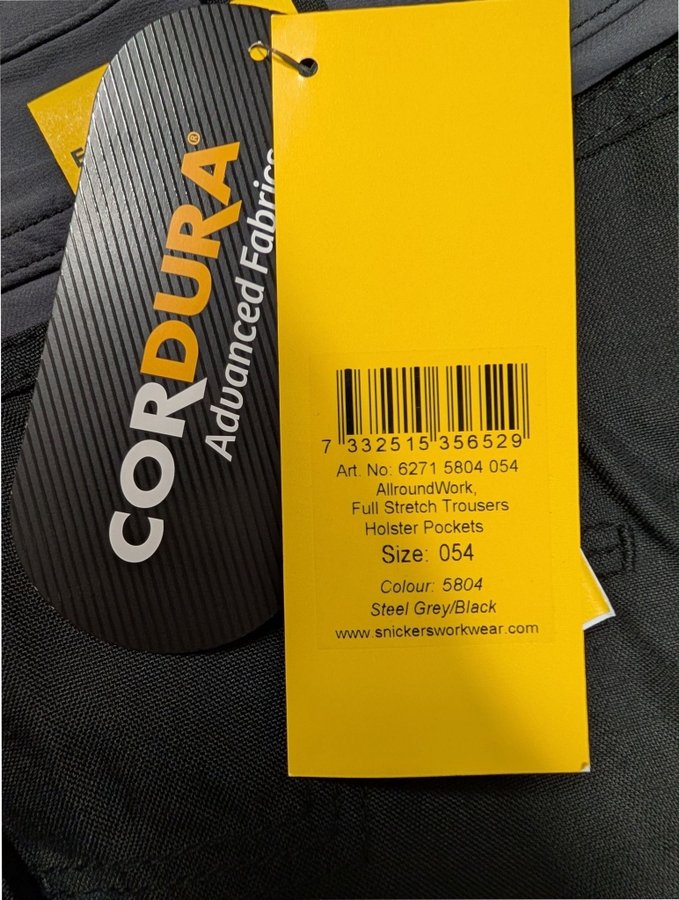 CORDURA®
Advanced Fabrics
7 332515 356529
Art. No: 6271 5804 054
AllroundWork,
Full Stretch Trousers
Holster Pockets
Size: 054
Colour: 5804
Steel Grey/Black
www.snickersworkwear.com